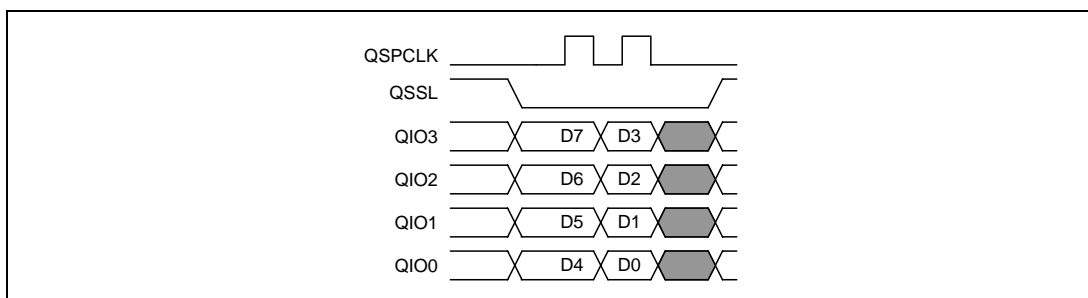 QSPCLK
QSSL
QIO3 D7 D3
QIO2 D6 D2
QIO1 D5 D1
QIO0 D4 D0